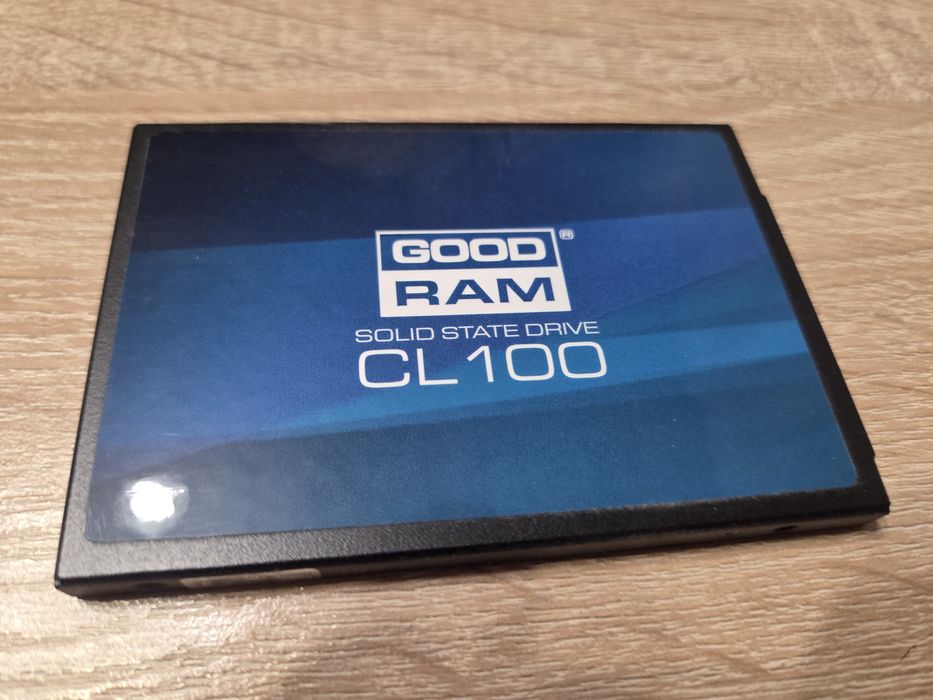 GOOD®
RAM
SOLID STATE DRIVE
CL100